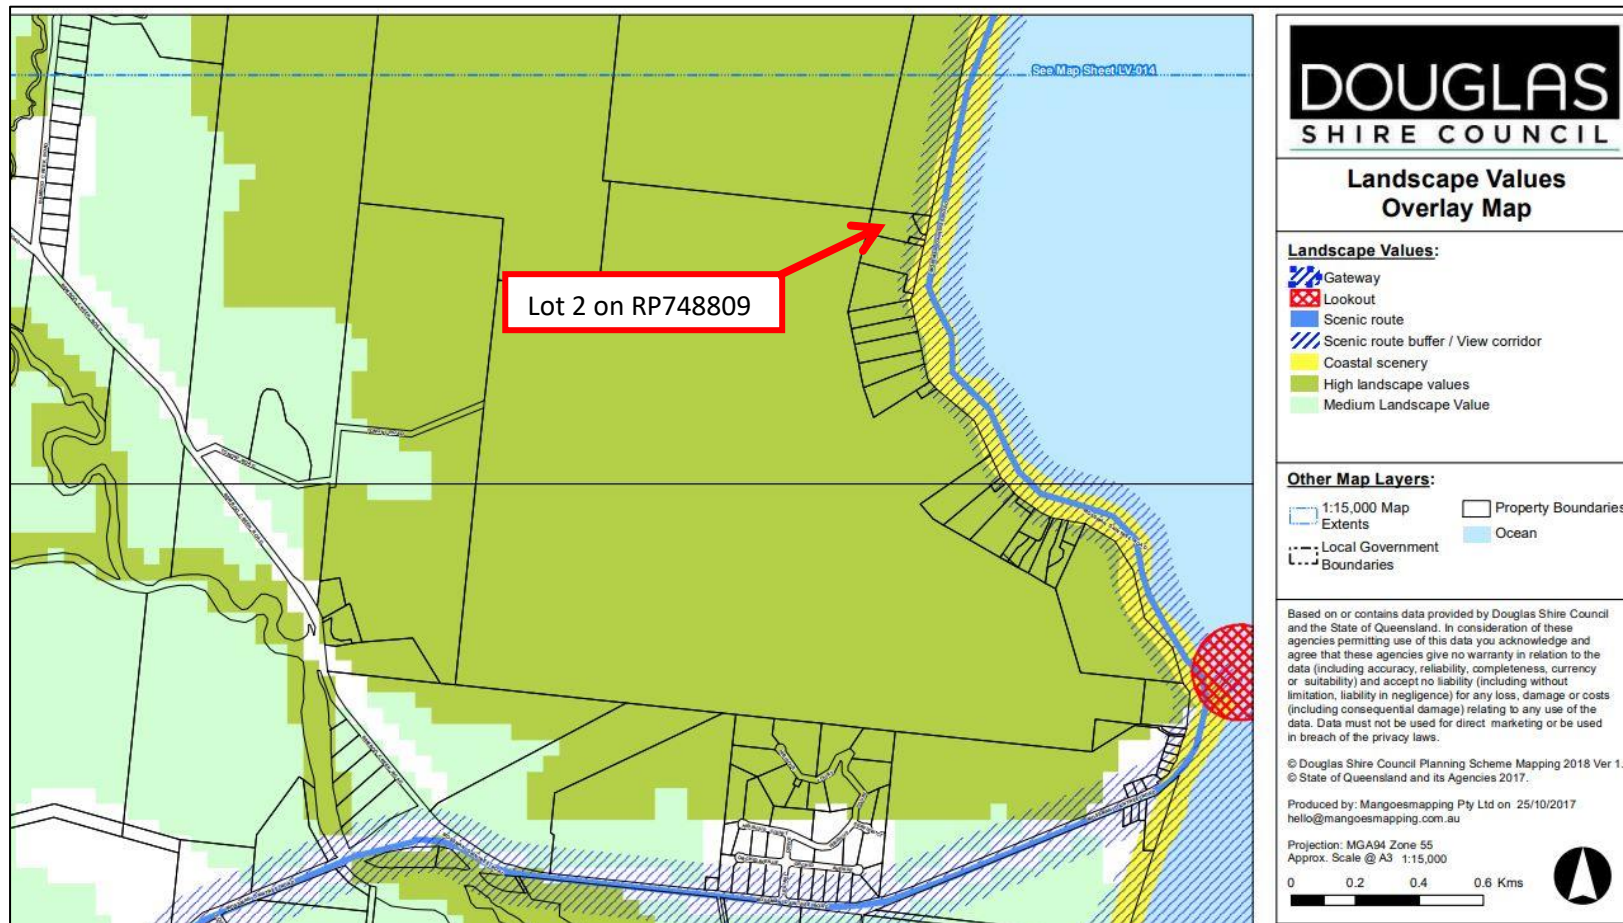 See Map Sheet LV-014
Lot 2 on RP748809
DOUGLAS
SHIRE COUNCIL
Landscape Values
Overlay Map
Landscape Values:
Gateway
Lookout
Scenic route
Scenic route buffer / View corridor
Coastal scenery
High landscape values
Medium Landscape Value
Other Map Layers:
1:15,000 Map
Extents
Local Government
Boundaries
Property Boundaries
Ocean
Based on or contains data provided by Douglas Shire Council
and the State of Queensland. In consideration of these
agencies permitting use of this data you acknowledge and
agree that these agencies give no warranty in relation to the
data (including accuracy, reliability, completeness, currency
or suitability) and accept no liability (including without
limitation, liability in negligence) for any loss, damage or costs
(including consequential damage) relating to any use of the
data. Data must not be used for direct marketing or be used
in breach of the privacy laws.
© Douglas Shire Council Planning Scheme Mapping 2018 Ver 1.
© State of Queensland and its Agencies 2017.
Produced by: Mangoesmapping Pty Ltd on 25/10/2017
hello@mangoesmapping.com.au
Projection: MGA94 Zone 55
Approx. Scale @ A3 1:15,000
0 0.2 0.4 0.6 Kms